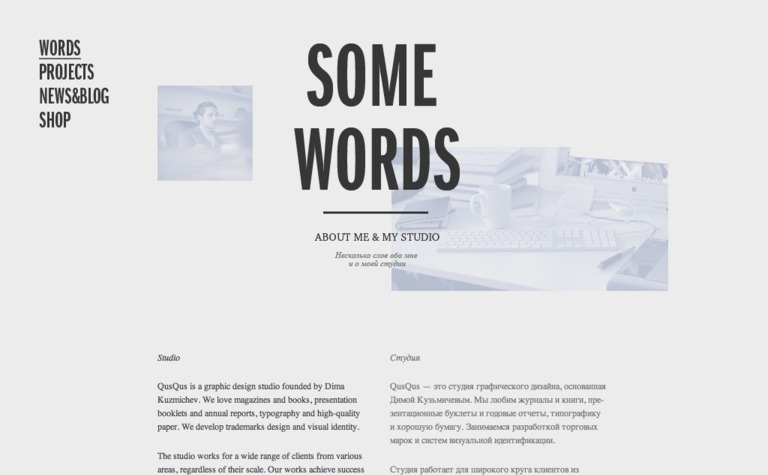 WORDS
PROJECTS
NEWS&BLOG
SHOP
SOME
WORDS
ABOUT ME & MY STUDIO
Несколько слов обо мне
и о моей студии
Studio
QusQus is a graphic design studio founded by Dima
Kuzmichev. We love magazines and books, presentation
booklets and annual reports, typography and high-quality
paper. We develop trademarks design and visual identity.
The studio works for a wide range of clients from various
areas, regardless of their scale. Our works achieve success
Студия
QusQus — это студия графического дизайна, основанная
Димой Кузьмичевым. Мы любим журналы и книги, пре-
зентационные буклеты и годовые отчеты, типографику
и хорошую бумагу. Занимаемся разработкой торговых
марок и систем визуальной идентификации.
Студия работает для широкого круга клиентов из